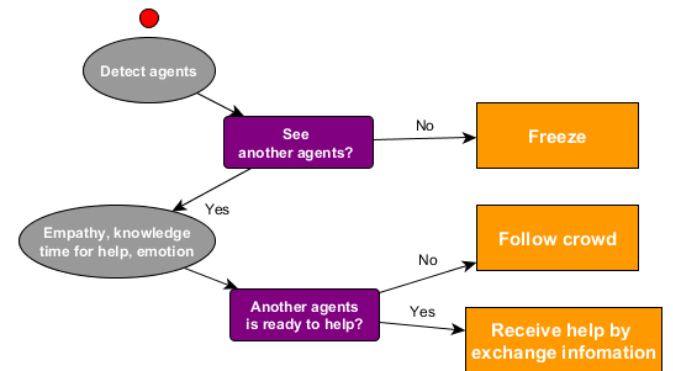 Detect agents
See
another agents?
No
Freeze
Yes
Empathy, knowledge
time for help, emotion
Follow crowd
No
Another agents
is ready to help?
Yes
Receive help by
exchange infomation